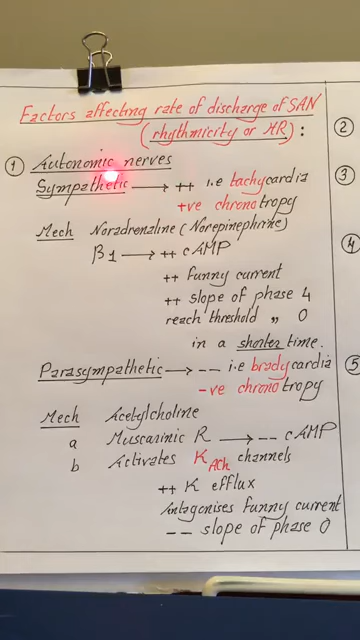 Factors affecting rate of discharge of SAN
( rhythmicity or HR ) :
① Autonomic nerves
Sympathetic → ++ i.e tachycardia
+ve chronotropy
Mech Noradrenaline (Norepinephrine)
β1 → ++ cAMP
++ funny current
++ slope of phase 4
reach threshold ,, 0
in a shorter time.
Parasympathetic → -- i.e bradycardia
-ve chronotropy
Mech Acetylcholine
a Muscarinic R → -- cAMP
b Activates K ACh channels
++ K efflux
Antagonises funny current
-- slope of phase 0
②
③
④
⑤